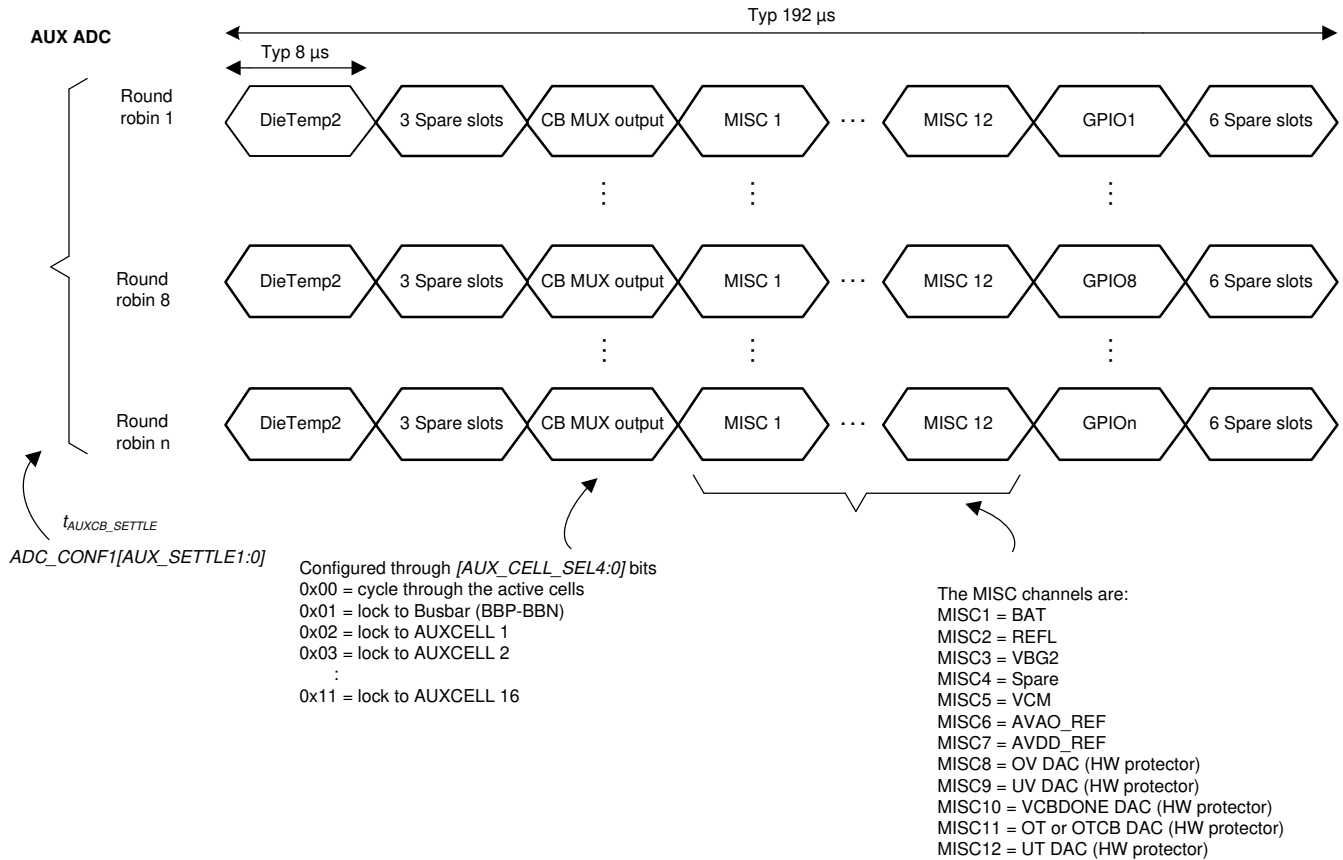 Typ 192 µs
AUX ADC
Typ 8 µs
Round
robin 1
DieTemp2
3 Spare slots
CB MUX output
MISC 1
. . .
MISC 12
GPIO1
6 Spare slots
Round
robin 8
DieTemp2
3 Spare slots
CB MUX output
MISC 1
. . .
MISC 12
GPIO8
6 Spare slots
Round
robin n
DieTemp2
3 Spare slots
CB MUX output
MISC 1
. . .
MISC 12
GPIOn
6 Spare slots
tAUXCB_SETTLE
ADC_CONF1[AUX_SETTLE1:0]
Configured through [AUX_CELL_SEL4:0] bits
0x00 = cycle through the active cells
0x01 = lock to Busbar (BBP-BBN)
0x02 = lock to AUXCELL 1
0x03 = lock to AUXCELL 2
:
0x11 = lock to AUXCELL 16
The MISC channels are:
MISC1 = BAT
MISC2 = REFL
MISC3 = VBG2
MISC4 = Spare
MISC5 = VCM
MISC6 = AVAO_REF
MISC7 = AVDD_REF
MISC8 = OV DAC (HW protector)
MISC9 = UV DAC (HW protector)
MISC10 = VCBDONE DAC (HW protector)
MISC11 = OT or OTCB DAC (HW protector)
MISC12 = UT DAC (HW protector)